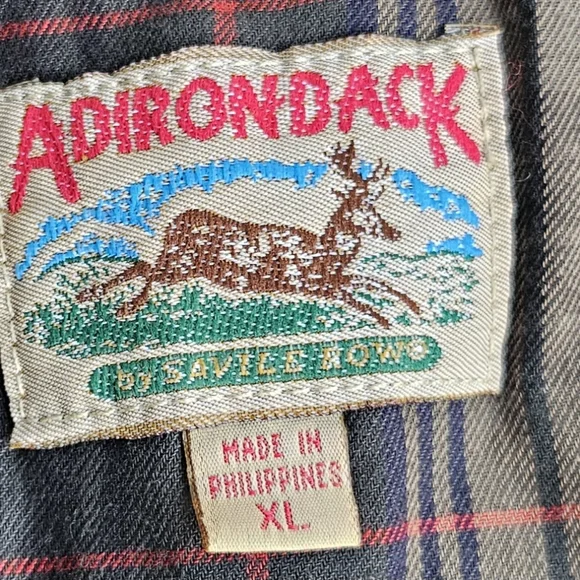 ADIRONDACK
by SAVILE ROW®
MADE IN
PHILIPPINES
XL